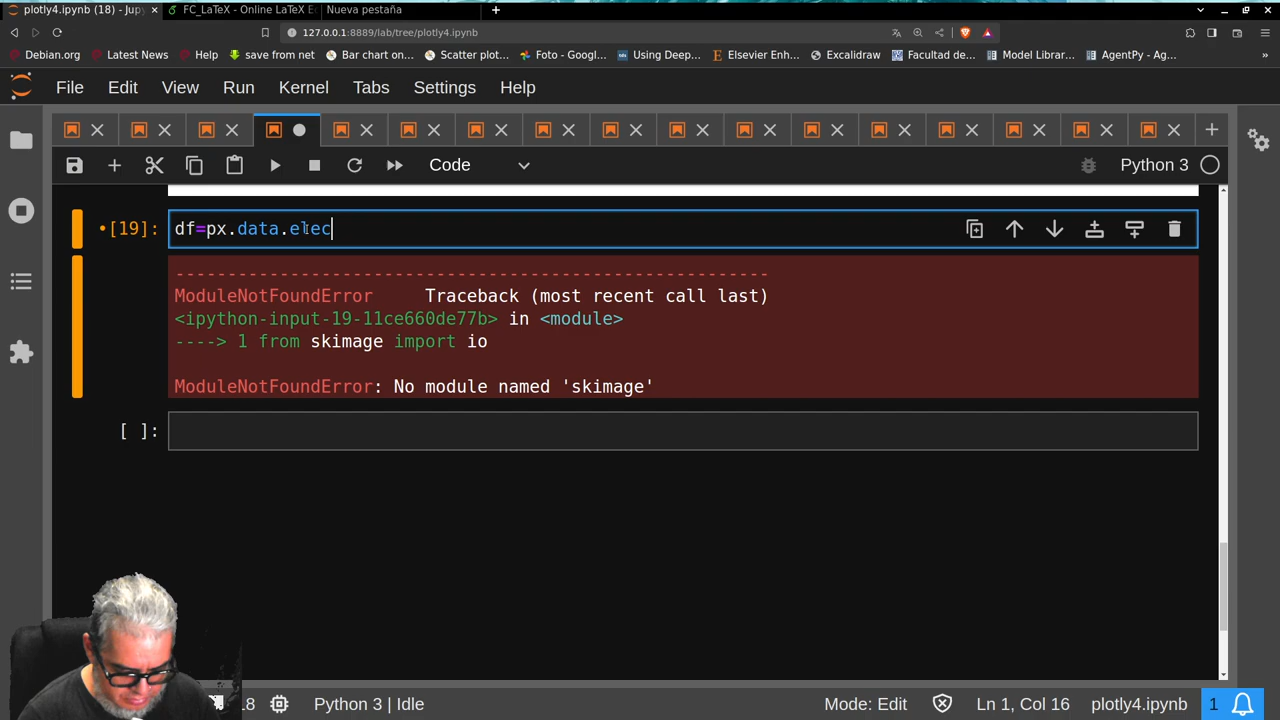 plotly4.ipynb (18) - Jup
FC_LaTeX - Online LaTeX E
Nueva pestaña
127.0.0.1:8889/lab/tree/plotly4.ipynb
Debian.org
Latest News
Help
save from net
Bar chart on...
Scatter plot...
Foto - Googl...
Using Deep...
Elsevier Enh...
Excalidraw
Facultad de...
Model Librar...
AgentPy - Ag...
»
File
Edit
View
Run
Kernel
Tabs
Settings
Help
Code
Python 3
•[19]:
df=px.data.elec
-----------------------------------------------------------
ModuleNotFoundError Traceback (most recent call last)
<ipython-input-19-11ce660de77b> in <module>
----> 1 from skimage import io
ModuleNotFoundError: No module named 'skimage'
[ ]:
Python 3 | Idle
Mode: Edit
Ln 1, Col 16
plotly4.ipynb
1